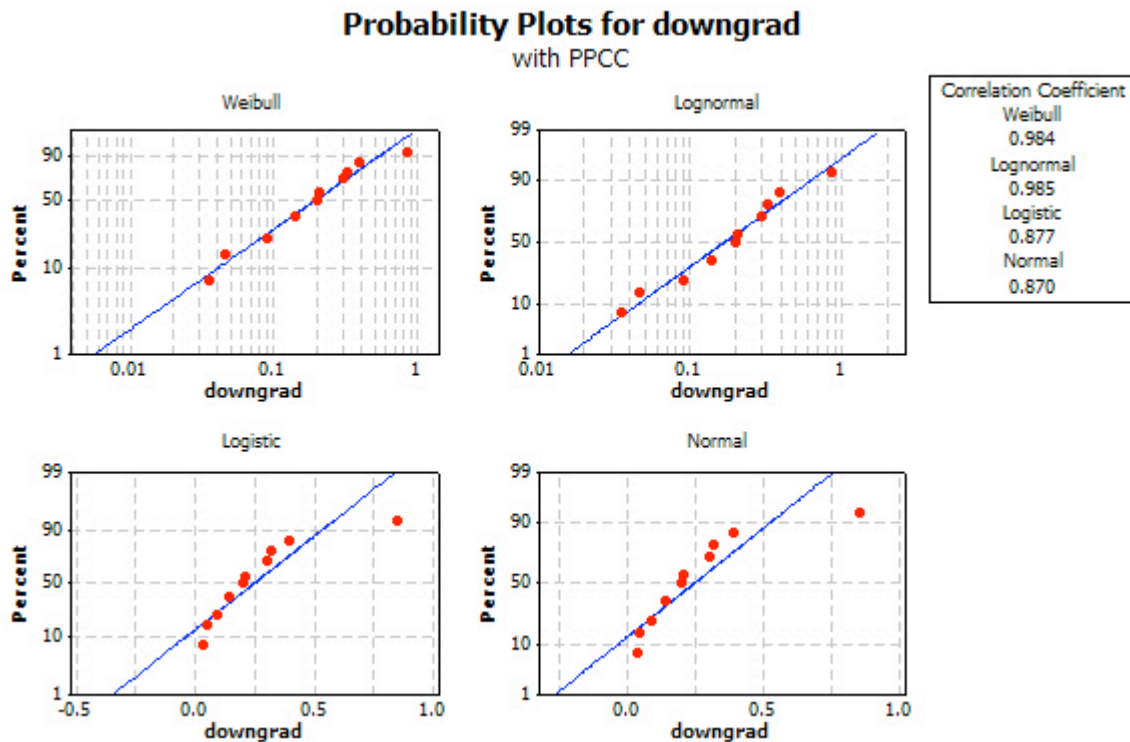 Probability Plots for downgrad
with PPCC
Weibull
Percent
90
50
10
1
0.01 0.1 1
downgrad
Lognormal
Percent
99
90
50
10
1
0.01 0.1 1
downgrad
Correlation Coefficient
Weibull
0.984
Lognormal
0.985
Logistic
0.877
Normal
0.870
Logistic
Percent
99
90
50
10
1
-0.5 0.0 0.5 1.0
downgrad
Normal
Percent
99
90
50
10
1
0.0 0.5 1.0
downgrad